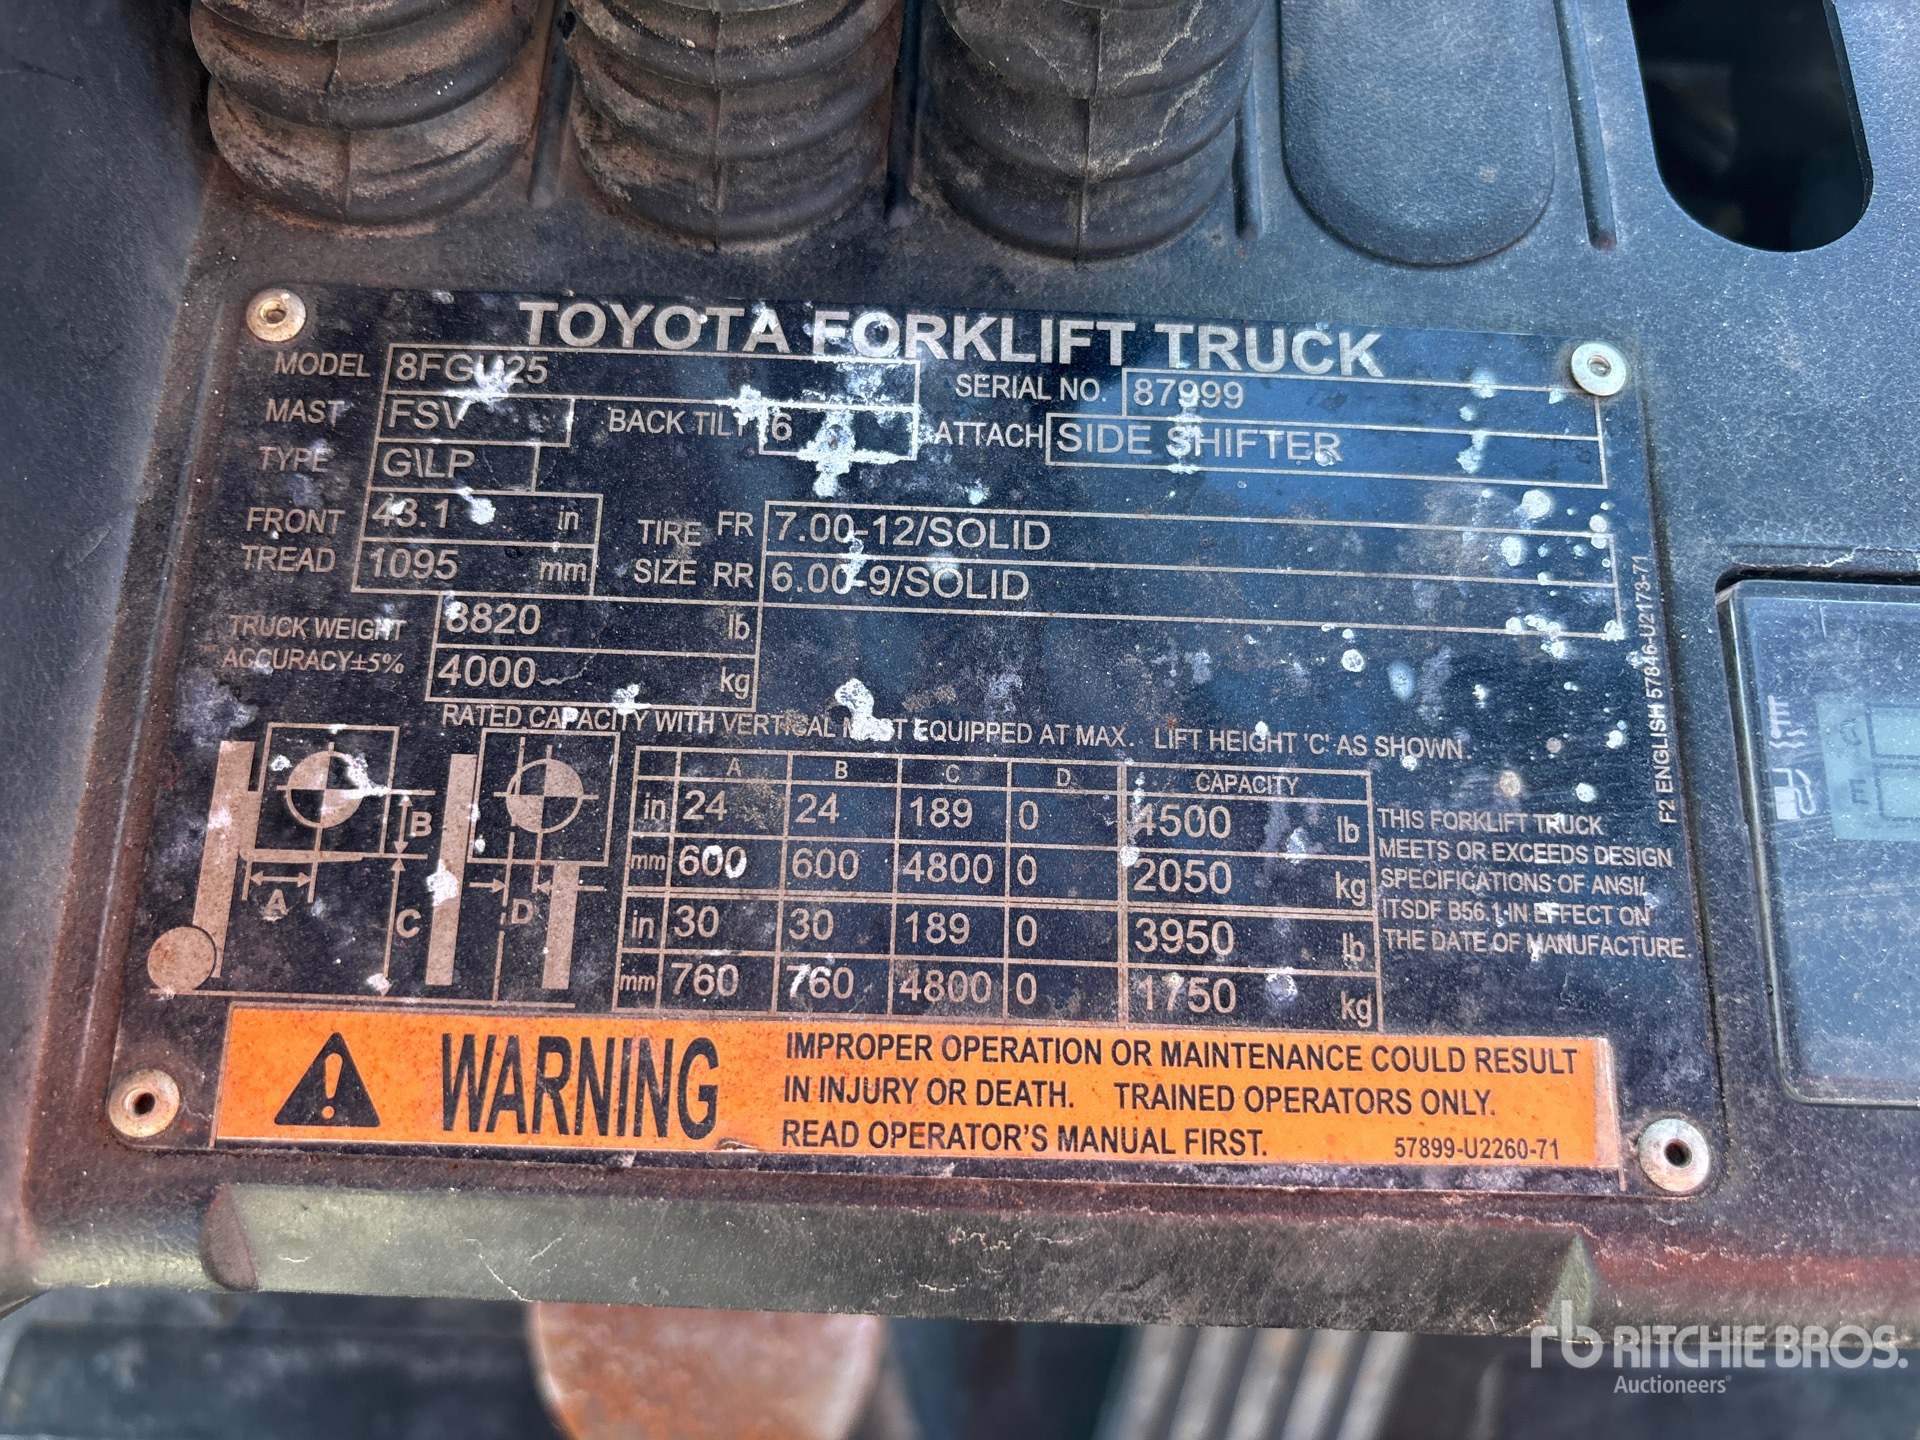 TOYOTA FORKLIFT TRUCK
MODEL 8FGU25 SERIAL NO. 87999
MAST FSV BACK TILT 6 ATTACH SIDE SHIFTER
TYPE G\LP
FRONT TREAD 43.1 in TIRE SIZE FR 7.00-12/SOLID
1095 mm RR 6.00-9/SOLID
TRUCK WEIGHT 8820 lb
ACCURACY±5% 4000 kg
RATED CAPACITY WITH VERTICAL MAST EQUIPPED AT MAX. LIFT HEIGHT 'C' AS SHOWN.
A B C D CAPACITY
in 24 24 189 0 4500 lb
mm 600 600 4800 0 2050 kg
in 30 30 189 0 3950 lb
mm 760 760 4800 0 1750 kg
B
A
C
D
THIS FORKLIFT TRUCK
MEETS OR EXCEEDS DESIGN
SPECIFICATIONS OF ANSI/
ITSDF B56.1 IN EFFECT ON
THE DATE OF MANUFACTURE.
F2 ENGLISH 57846-U2173-71
WARNING
IMPROPER OPERATION OR MAINTENANCE COULD RESULT
IN INJURY OR DEATH. TRAINED OPERATORS ONLY.
READ OPERATOR'S MANUAL FIRST.
57899-U2260-71
E
rb RITCHIE BROS.
Auctioneers